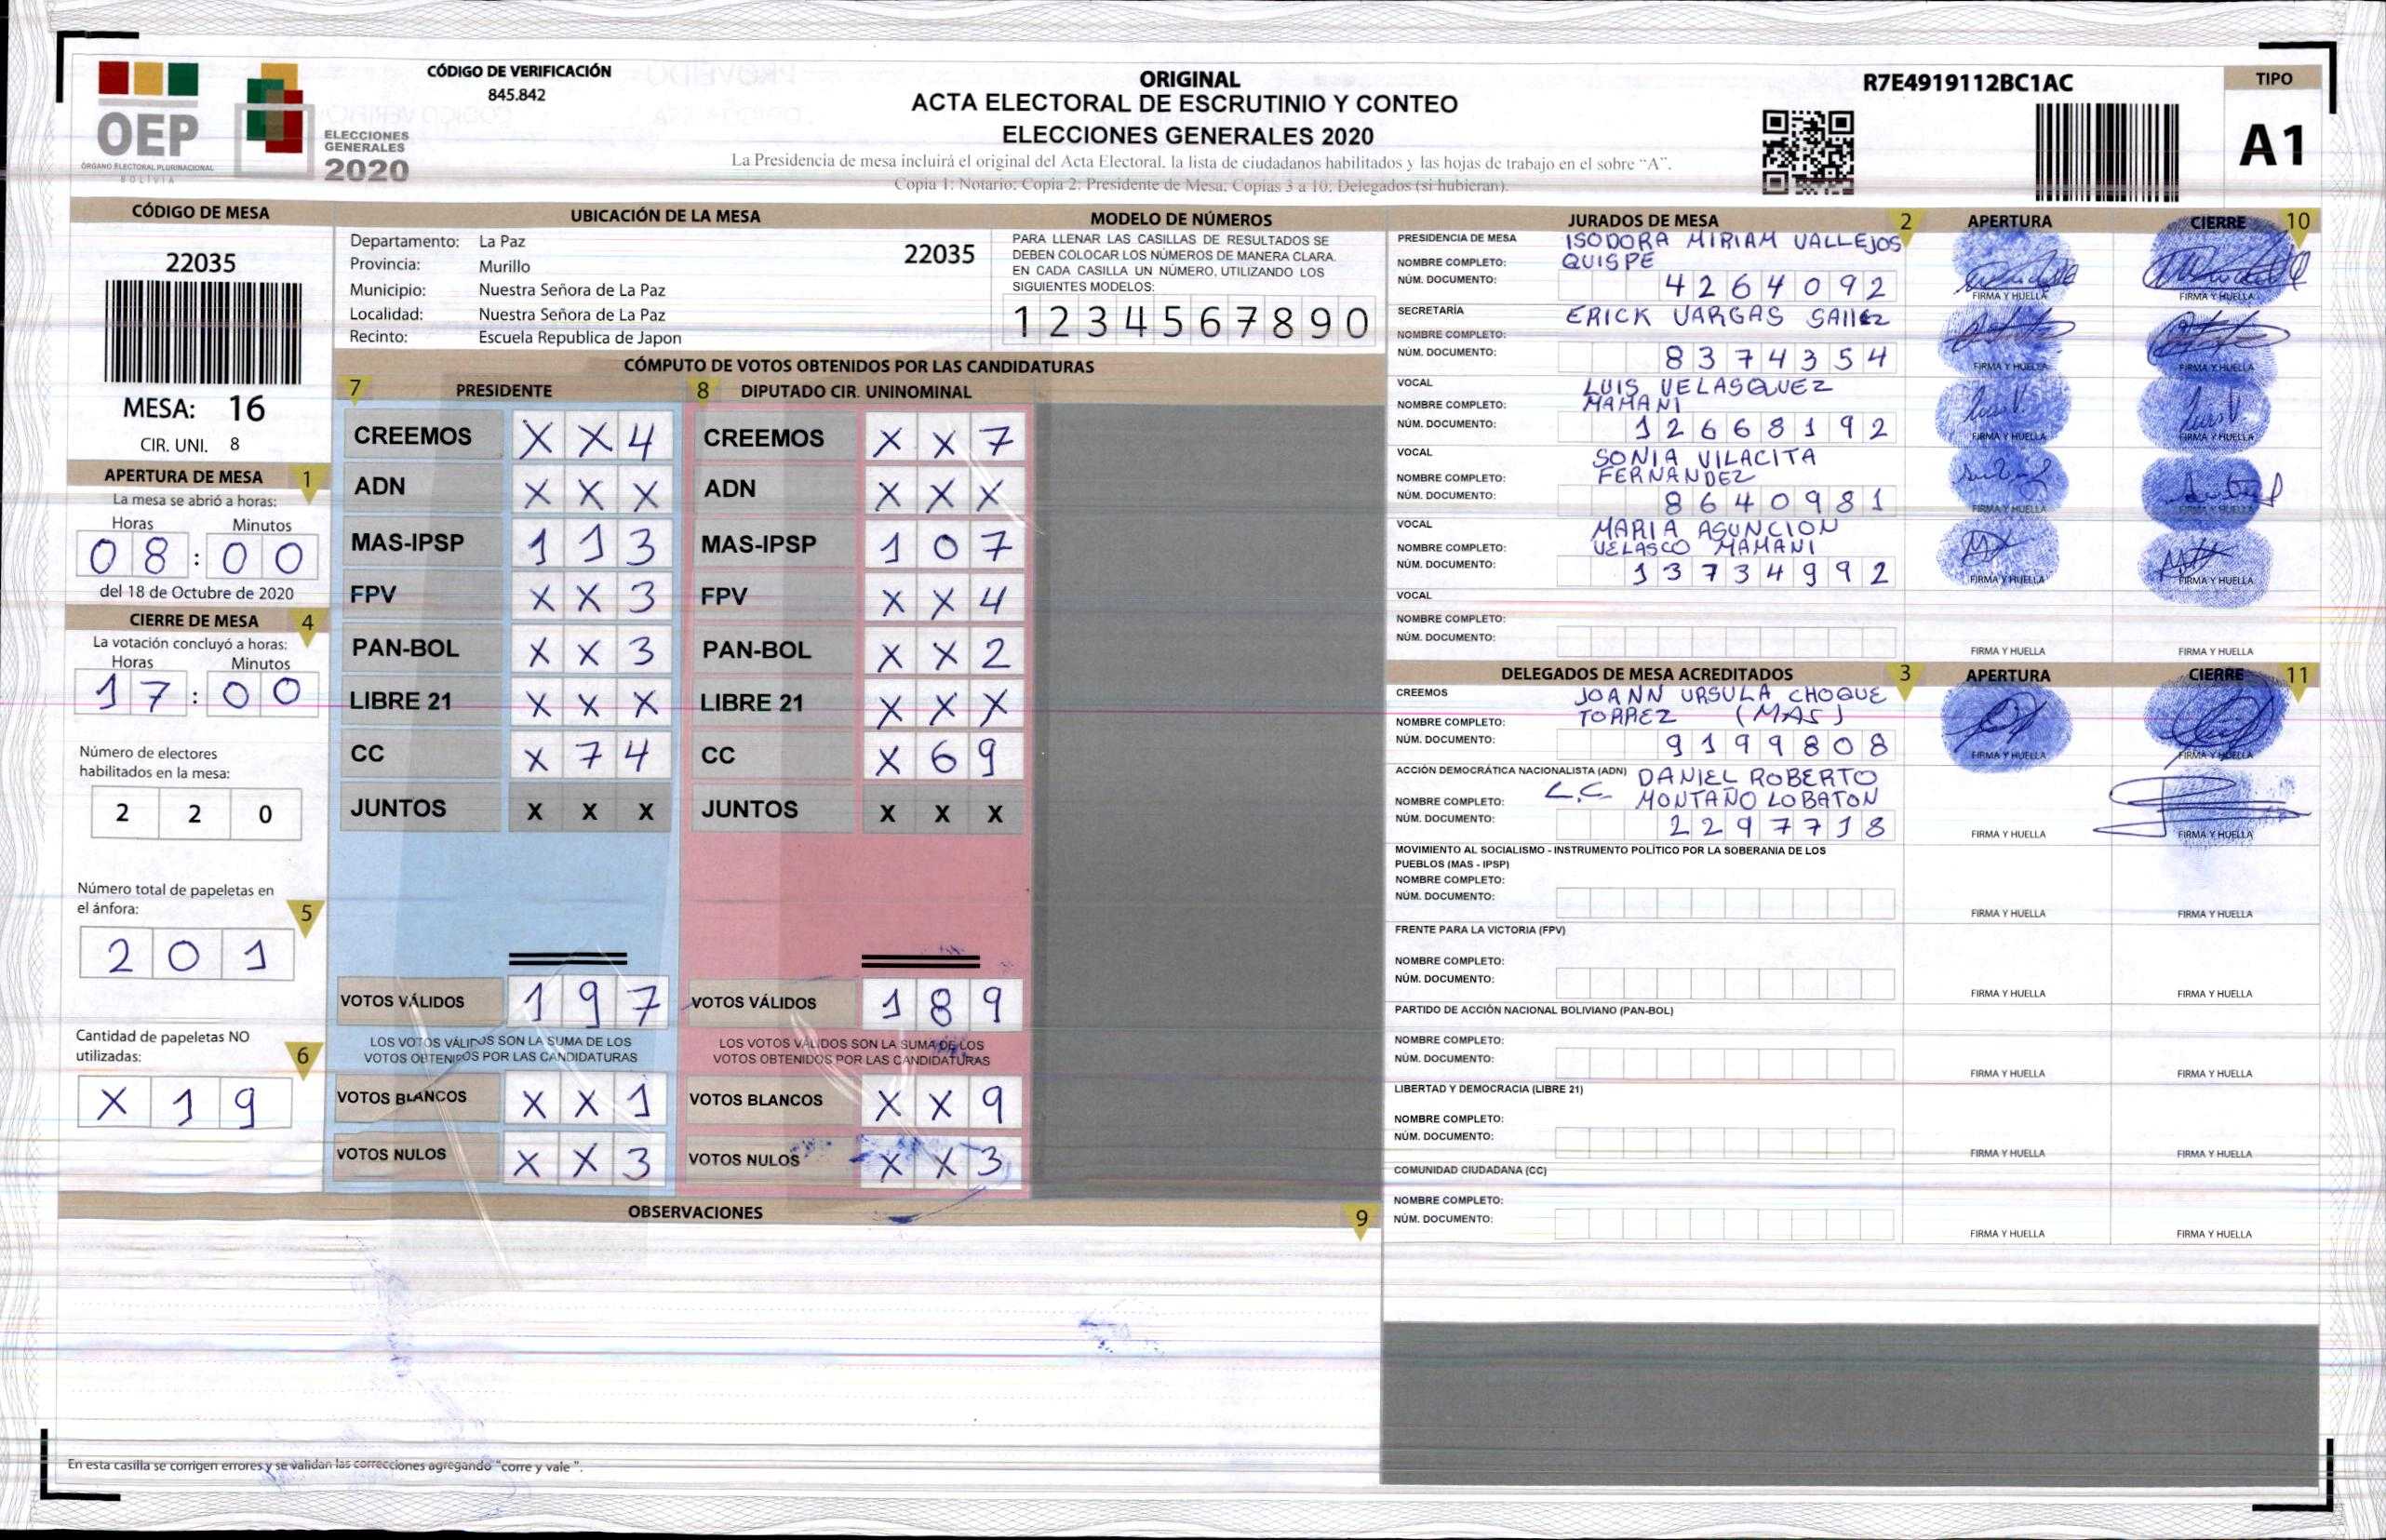 CÓDIGO DE VERIFICACIÓN
845.842
OEP
ÓRGANO ELECTORAL PLURINACIONAL
BOLIVIA
ELECCIONES
GENERALES
2020
ORIGINAL
ACTA ELECTORAL DE ESCRUTINIO Y CONTEO
ELECCIONES GENERALES 2020
La Presidencia de mesa incluirá el original del Acta Electoral, la lista de ciudadanos habilitados y las hojas de trabajo en el sobre "A".
Copia 1: Notario; Copia 2: Presidente de Mesa; Copias 3 a 10: Delegados (si hubieran).
R7E4919112BC1AC
TIPO
A1
CÓDIGO DE MESA
22035
MESA: 16
CIR. UNI. 8
APERTURA DE MESA 1
La mesa se abrió a horas:
Horas Minutos
08:00
del 18 de Octubre de 2020
CIERRE DE MESA 4
La votación concluyó a horas:
Horas Minutos
17:00
Número de electores
habilitados en la mesa:
2 2 0
Número total de papeletas en
el ánfora: 5
2 0 1
Cantidad de papeletas NO
utilizadas: 6
X 1 9
UBICACIÓN DE LA MESA
Departamento: La Paz 22035
Provincia: Murillo
Municipio: Nuestra Señora de La Paz
Localidad: Nuestra Señora de La Paz
Recinto: Escuela Republica de Japon
MODELO DE NÚMEROS
PARA LLENAR LAS CASILLAS DE RESULTADOS SE
DEBEN COLOCAR LOS NÚMEROS DE MANERA CLARA.
EN CADA CASILLA UN NÚMERO, UTILIZANDO LOS
SIGUIENTES MODELOS:
1 2 3 4 5 6 7 8 9 0
CÓMPUTO DE VOTOS OBTENIDOS POR LAS CANDIDATURAS
7 PRESIDENTE 8 DIPUTADO CIR. UNINOMINAL
CREEMOS X X 4 CREEMOS X X 7
ADN X X X ADN X X X
MAS-IPSP 1 1 3 MAS-IPSP 1 0 7
FPV X X 3 FPV X X 4
PAN-BOL X X 3 PAN-BOL X X 2
LIBRE 21 X X X LIBRE 21 X X X
CC X 7 4 CC X 6 9
JUNTOS X X X JUNTOS X X X
VOTOS VÁLIDOS 1 9 7 VOTOS VÁLIDOS 1 8 9
LOS VOTOS VÁLIDOS SON LA SUMA DE LOS LOS VOTOS VÁLIDOS SON LA SUMA DE LOS
VOTOS OBTENIDOS POR LAS CANDIDATURAS VOTOS OBTENIDOS POR LAS CANDIDATURAS
VOTOS BLANCOS X X 1 VOTOS BLANCOS X X 9
VOTOS NULOS X X 3 VOTOS NULOS X X 3
OBSERVACIONES 9
En esta casilla se corrigen errores y se validan las correcciones agregando "corre y vale".
JURADOS DE MESA 2 APERTURA CIERRE 10
PRESIDENCIA DE MESA ISODORA MIRIAM VALLEJOS
NOMBRE COMPLETO: QUISPE
NÚM. DOCUMENTO: 4264092 FIRMA Y HUELLA FIRMA Y HUELLA
SECRETARÍA ERICK VARGAS
NOMBRE COMPLETO:
NÚM. DOCUMENTO: 8374354 FIRMA Y HUELLA FIRMA Y HUELLA
VOCAL LUIS VELASQUEZ
NOMBRE COMPLETO: MAMANI
NÚM. DOCUMENTO: 12668192 FIRMA Y HUELLA FIRMA Y HUELLA
VOCAL SONIA VILACITA
NOMBRE COMPLETO: FERNANDEZ
NÚM. DOCUMENTO: 8640981 FIRMA Y HUELLA FIRMA Y HUELLA
VOCAL MARIA ASUNCION
NOMBRE COMPLETO: VELASCO MAMANI
NÚM. DOCUMENTO: 13734992 FIRMA Y HUELLA FIRMA Y HUELLA
VOCAL
NOMBRE COMPLETO:
NÚM. DOCUMENTO: FIRMA Y HUELLA FIRMA Y HUELLA
DELEGADOS DE MESA ACREDITADOS 3 APERTURA CIERRE 11
CREEMOS JOANN URSULA CHOQUE
NOMBRE COMPLETO: TORREZ (MAS)
NÚM. DOCUMENTO: 9199808 FIRMA Y HUELLA FIRMA Y HUELLA
ACCIÓN DEMOCRÁTICA NACIONALISTA (ADN) DANIEL ROBERTO
NOMBRE COMPLETO: C.C. MONTAÑO LOBATON
NÚM. DOCUMENTO: 2297718 FIRMA Y HUELLA FIRMA Y HUELLA
MOVIMIENTO AL SOCIALISMO - INSTRUMENTO POLÍTICO POR LA SOBERANIA DE LOS
PUEBLOS (MAS - IPSP)
NOMBRE COMPLETO:
NÚM. DOCUMENTO: FIRMA Y HUELLA FIRMA Y HUELLA
FRENTE PARA LA VICTORIA (FPV)
NOMBRE COMPLETO:
NÚM. DOCUMENTO: FIRMA Y HUELLA FIRMA Y HUELLA
PARTIDO DE ACCIÓN NACIONAL BOLIVIANO (PAN-BOL)
NOMBRE COMPLETO:
NÚM. DOCUMENTO: FIRMA Y HUELLA FIRMA Y HUELLA
LIBERTAD Y DEMOCRACIA (LIBRE 21)
NOMBRE COMPLETO:
NÚM. DOCUMENTO: FIRMA Y HUELLA FIRMA Y HUELLA
COMUNIDAD CIUDADANA (CC)
NOMBRE COMPLETO:
NÚM. DOCUMENTO: FIRMA Y HUELLA FIRMA Y HUELLA